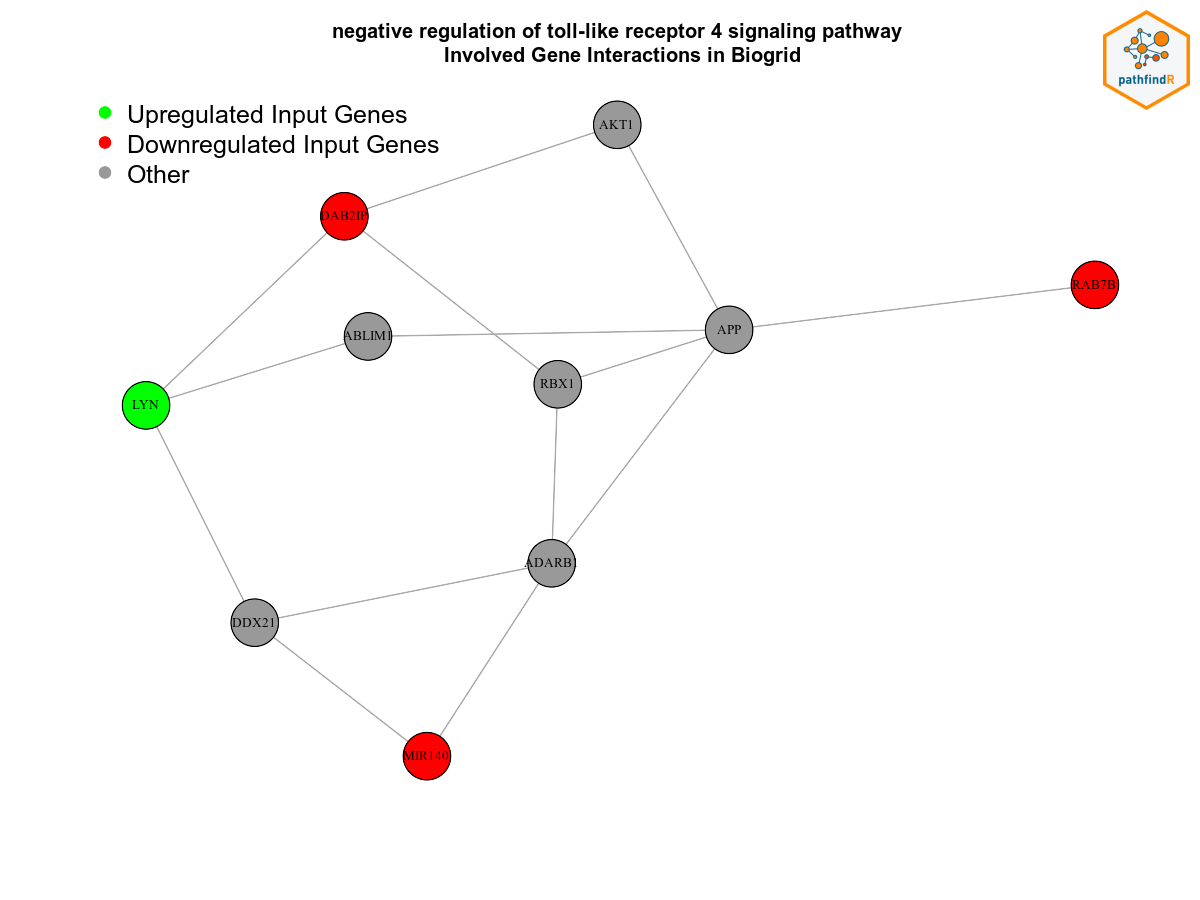 negative regulation of toll-like receptor 4 signaling pathway
Involved Gene Interactions in Biogrid
pathfindR
Upregulated Input Genes
Downregulated Input Genes
Other
AKT1
DAB2IP
RAB7B
ABLIM1
APP
RBX1
LYN
ADARB1
DDX21
MIR140